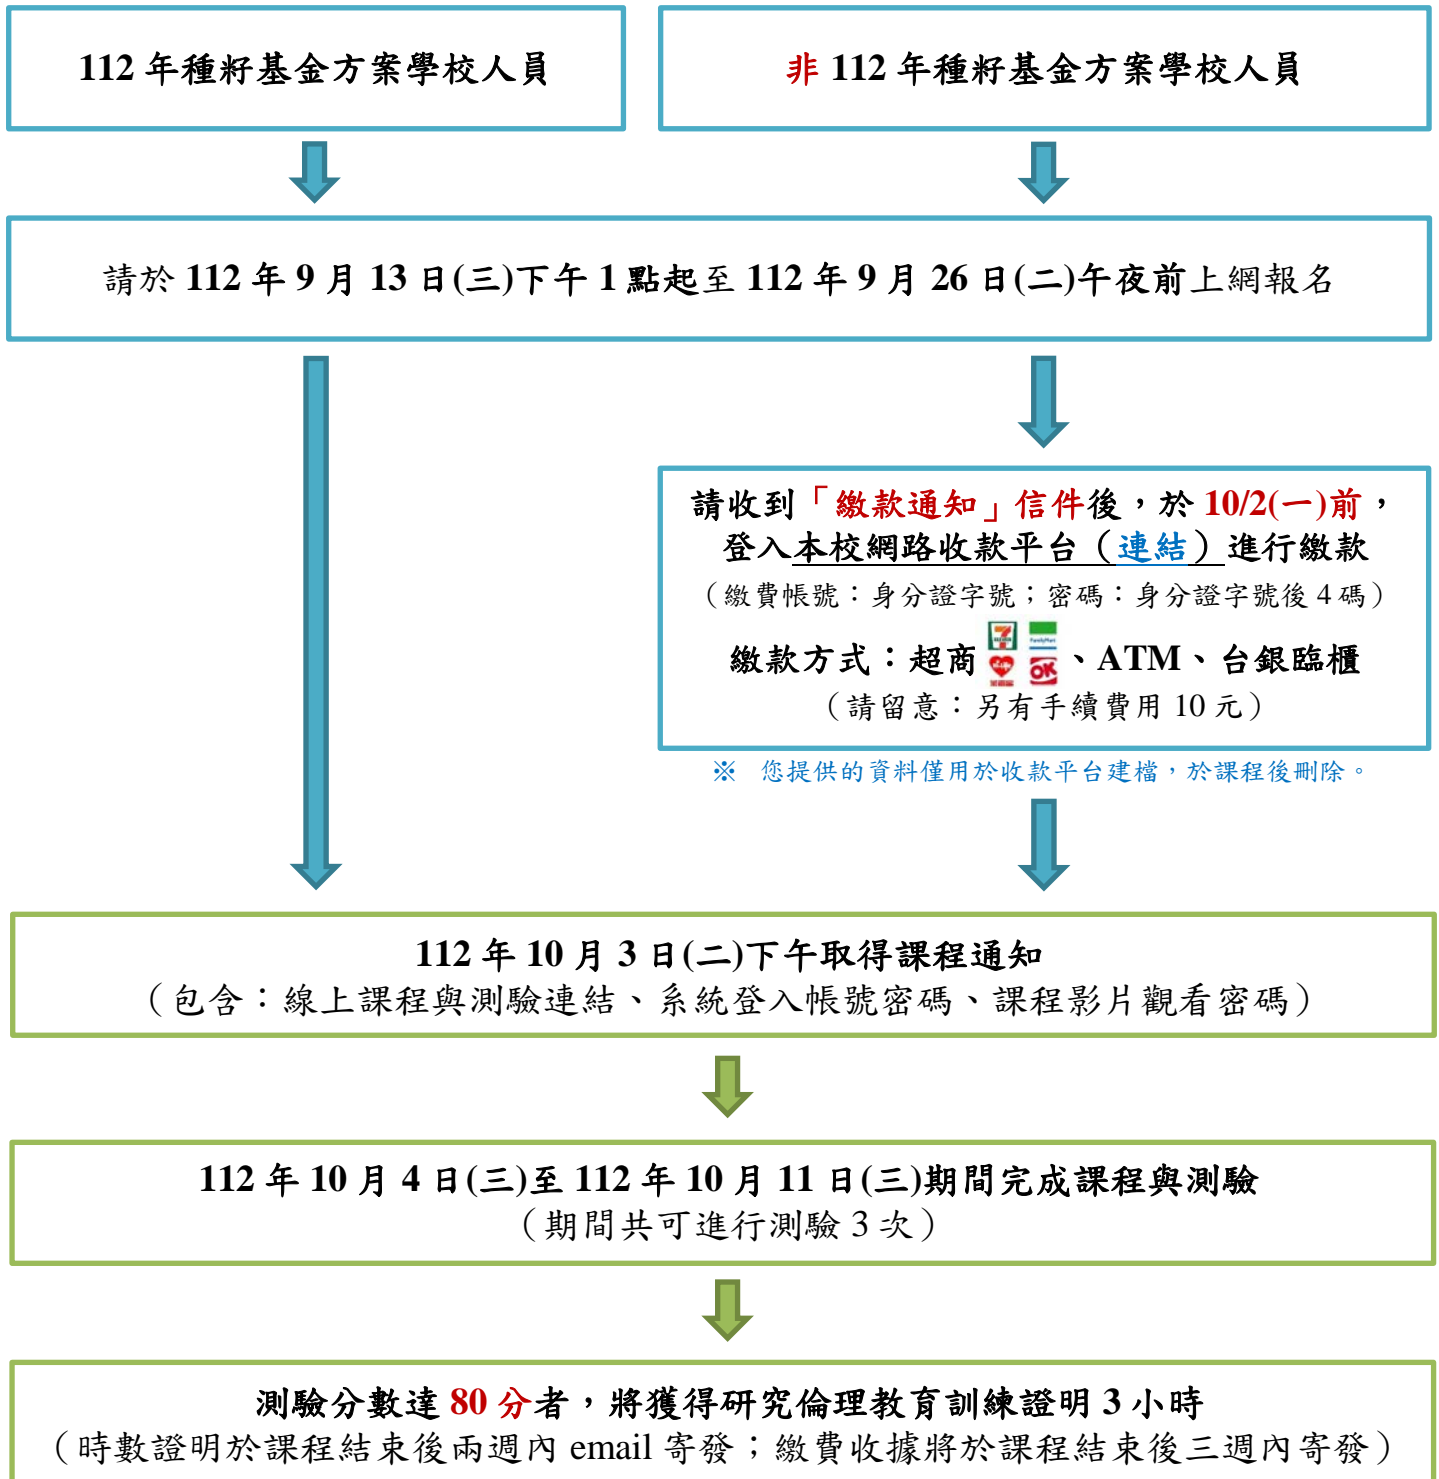 112 年種籽基金方案學校人員
非 112 年種籽基金方案學校人員
請於 112 年 9 月 13 日(三)下午 1 點起至 112 年 9 月 26 日(二)午夜前上網報名
請收到「繳款通知」信件後，於 10/2(一)前，
登入本校網路收款平台（連結）進行繳款
（繳費帳號：身分證字號；密碼：身分證字號後 4 碼）
繳款方式：超商 、ATM、台銀臨櫃
（請留意：另有手續費用 10 元）
※ 您提供的資料僅用於收款平台建檔，於課程後刪除。
112 年 10 月 3 日(二)下午取得課程通知
（包含：線上課程與測驗連結、系統登入帳號密碼、課程影片觀看密碼）
112 年 10 月 4 日(三)至 112 年 10 月 11 日(三)期間完成課程與測驗
（期間共可進行測驗 3 次）
測驗分數達 80 分者，將獲得研究倫理教育訓練證明 3 小時
（時數證明於課程結束後兩週內 email 寄發；繳費收據將於課程結束後三週內寄發）